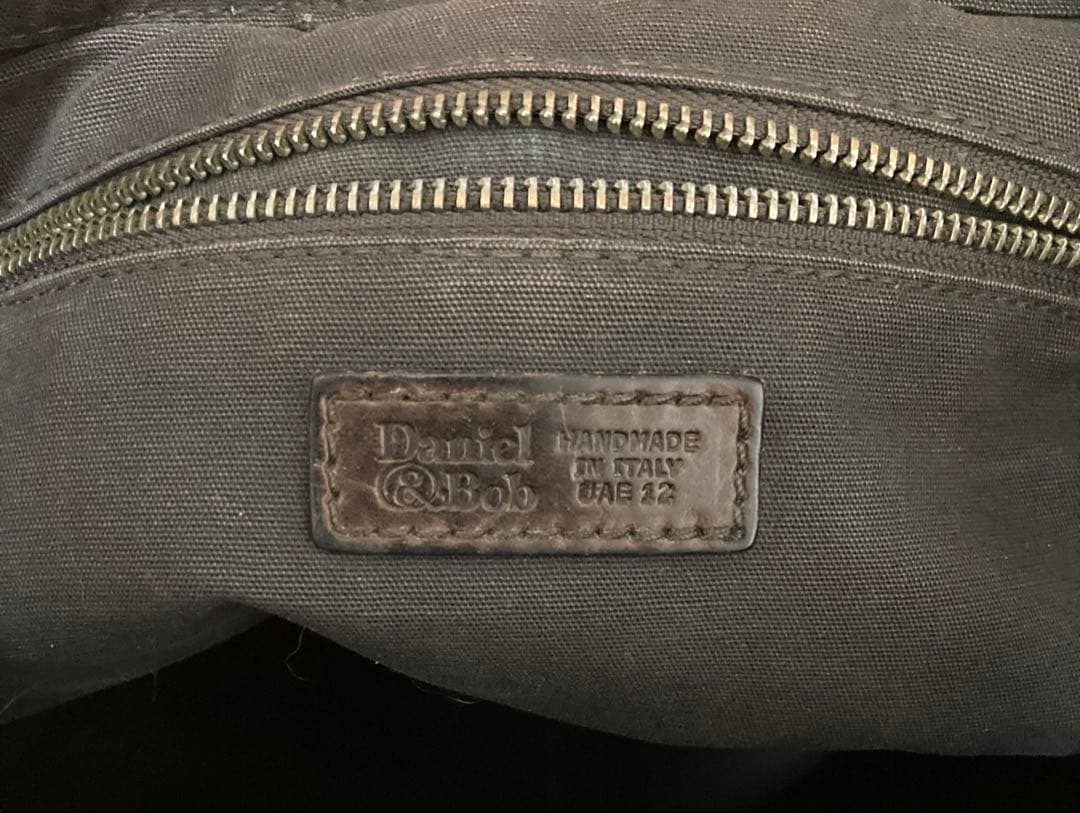 Daniel
& Bob
HANDMADE
IN ITALY
UAE 12